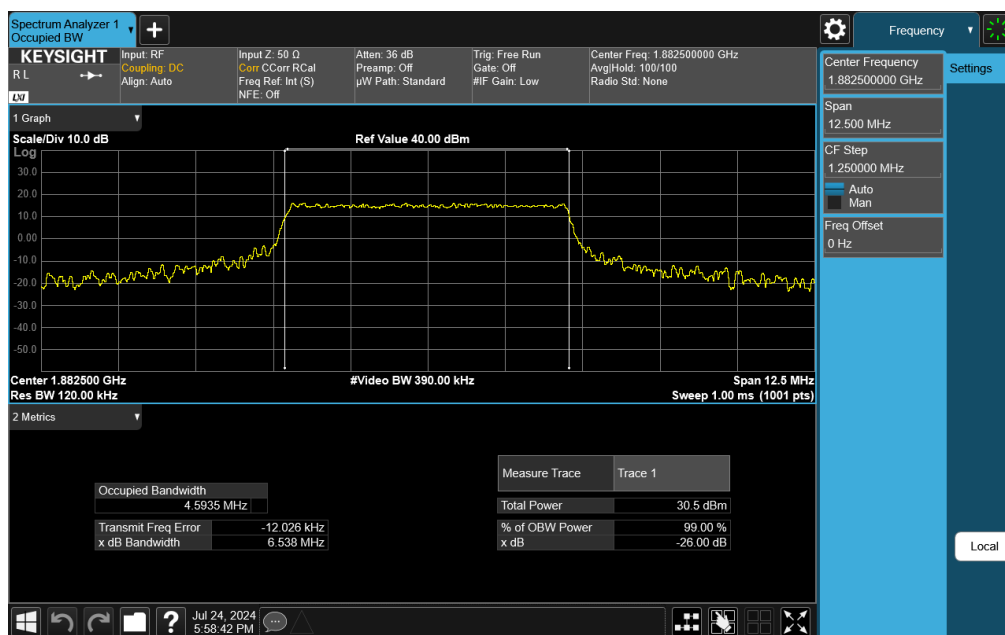 Spectrum Analyzer 1
Occupied BW
Frequency
KEYSIGHT
R L
LXI
Input: RF
Coupling: DC
Align: Auto
Input Z: 50 Ω
Corr CCorr RCal
Freq Ref: Int (S)
NFE: Off
Atten: 36 dB
Preamp: Off
µW Path: Standard
Trig: Free Run
Gate: Off
#IF Gain: Low
Center Freq: 1.882500000 GHz
Avg|Hold: 100/100
Radio Std: None
Center Frequency
1.882500000 GHz
Settings
Span
12.500 MHz
CF Step
1.250000 MHz
Auto
Man
Freq Offset
0 Hz
Local
1 Graph
Scale/Div 10.0 dB
Ref Value 40.00 dBm
Log
30.0
20.0
10.0
0.00
-10.0
-20.0
-30.0
-40.0
-50.0
Center 1.882500 GHz
#Video BW 390.00 kHz
Span 12.5 MHz
Res BW 120.00 kHz
Sweep 1.00 ms (1001 pts)
2 Metrics
Measure Trace
Trace 1
Occupied Bandwidth
4.5935 MHz
Total Power
30.5 dBm
Transmit Freq Error
-12.026 kHz
% of OBW Power
99.00 %
x dB Bandwidth
6.538 MHz
x dB
-26.00 dB
Jul 24, 2024
5:58:42 PM